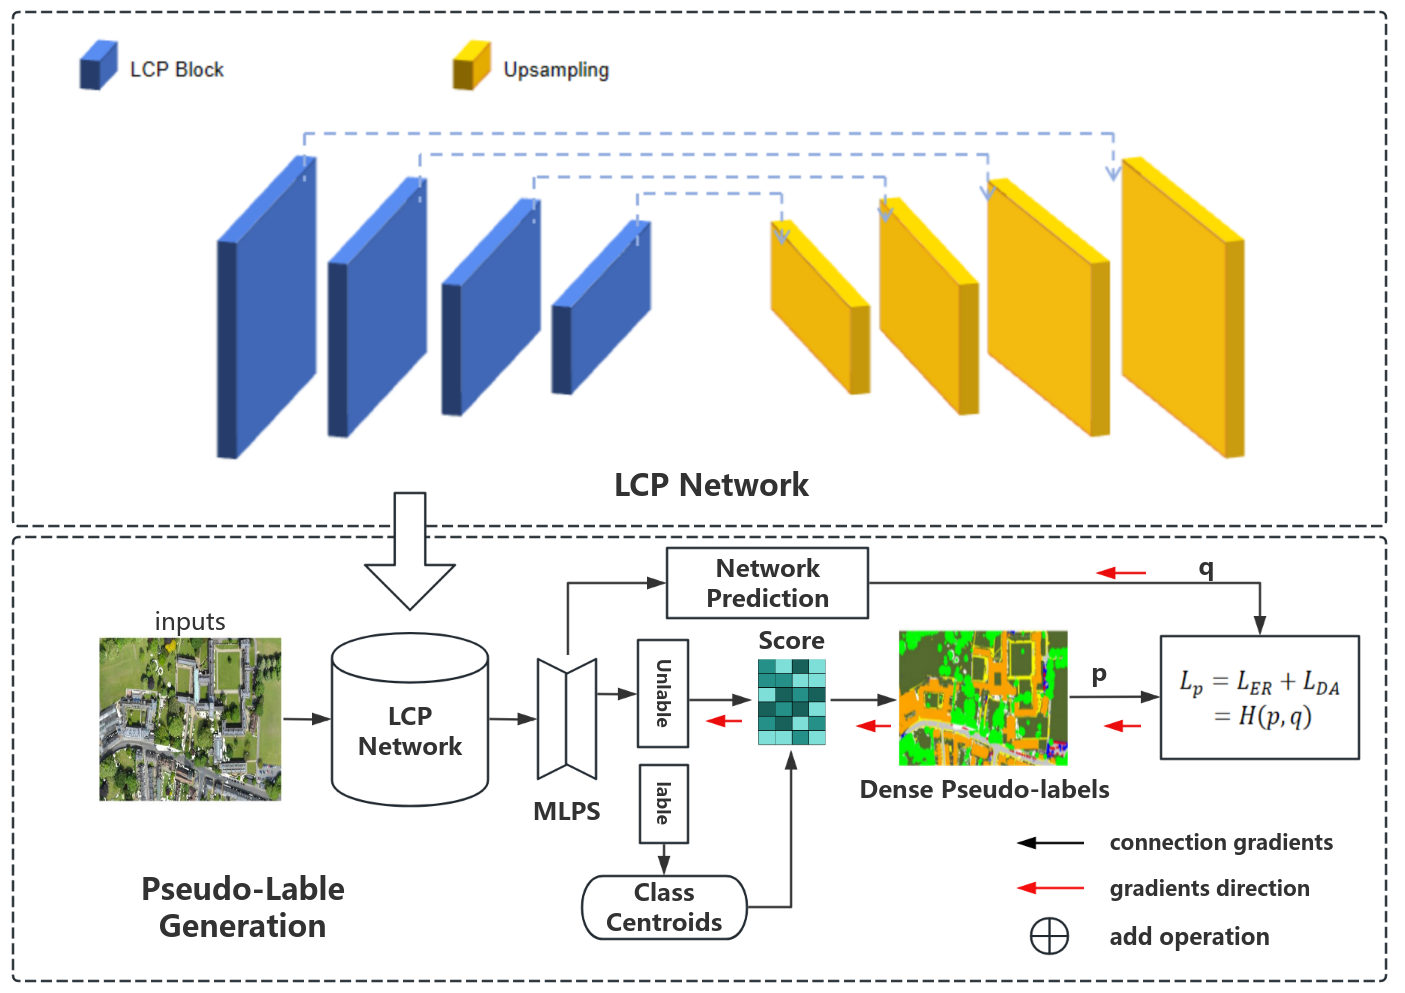 LCP Block
Upsampling
LCP Network
inputs
LCP
Network
MLPS
Network
Prediction
Unlable
lable
Class
Centroids
Score
Dense Pseudo-labels
q
p
L_p = L_{ER} + L_{DA}
= H(p, q)
Pseudo-Lable
Generation
connection gradients
gradients direction
add operation